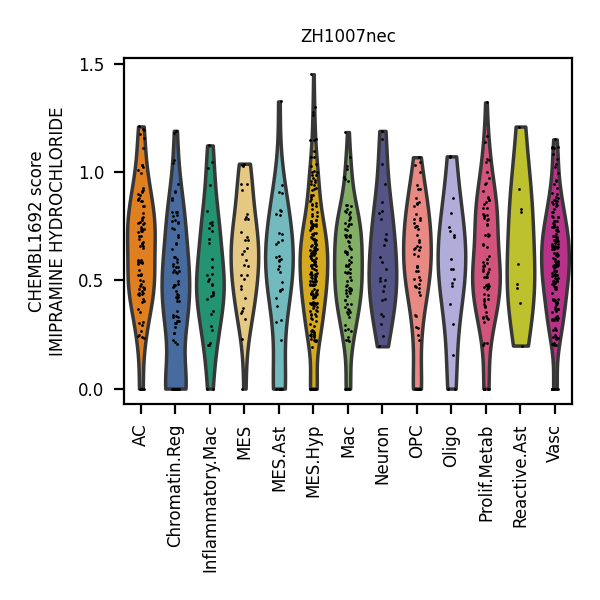 ZH1007nec
CHEMBL1692 score
IMIPRAMINE HYDROCHLORIDE
1.5
1.0
0.5
0.0
AC
Chromatin.Reg
Inflammatory.Mac
MES
MES.Ast
MES.Hyp
Mac
Neuron
OPC
Oligo
Prolif.Metab
Reactive.Ast
Vasc